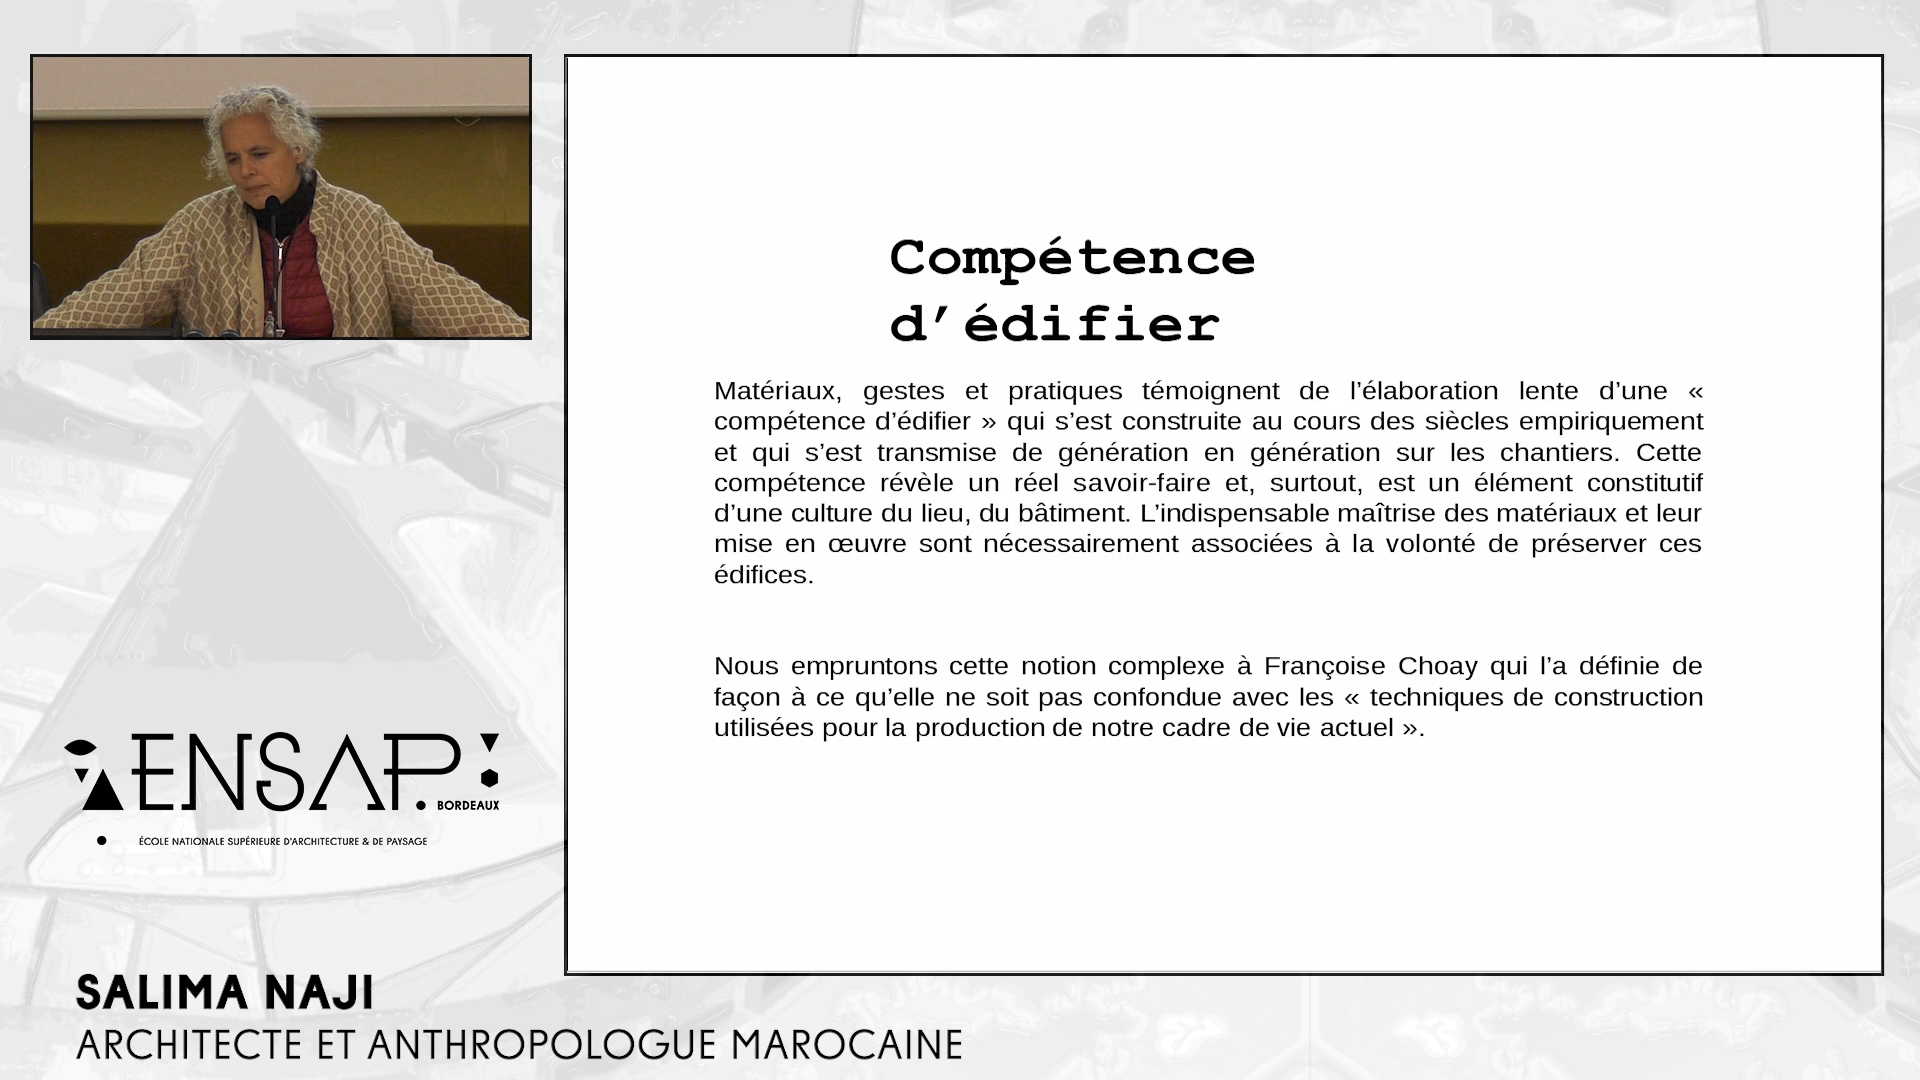 Compétence
d’édifier
Matériaux, gestes et pratiques témoignent de l’élaboration lente d’une «
compétence d’édifier » qui s’est construite au cours des siècles empiriquement
et qui s’est transmise de génération en génération sur les chantiers. Cette
compétence révèle un réel savoir-faire et, surtout, est un élément constitutif
d’une culture du lieu, du bâtiment. L’indispensable maîtrise des matériaux et leur
mise en œuvre sont nécessairement associées à la volonté de préserver ces
édifices.
Nous empruntons cette notion complexe à Françoise Choay qui l’a définie de
façon à ce qu’elle ne soit pas confondue avec les « techniques de construction
utilisées pour la production de notre cadre de vie actuel ».
ENSAP
BORDEAUX
ÉCOLE NATIONALE SUPÉRIEURE D'ARCHITECTURE & DE PAYSAGE
SALIMA NAJI
ARCHITECTE ET ANTHROPOLOGUE MAROCAINE